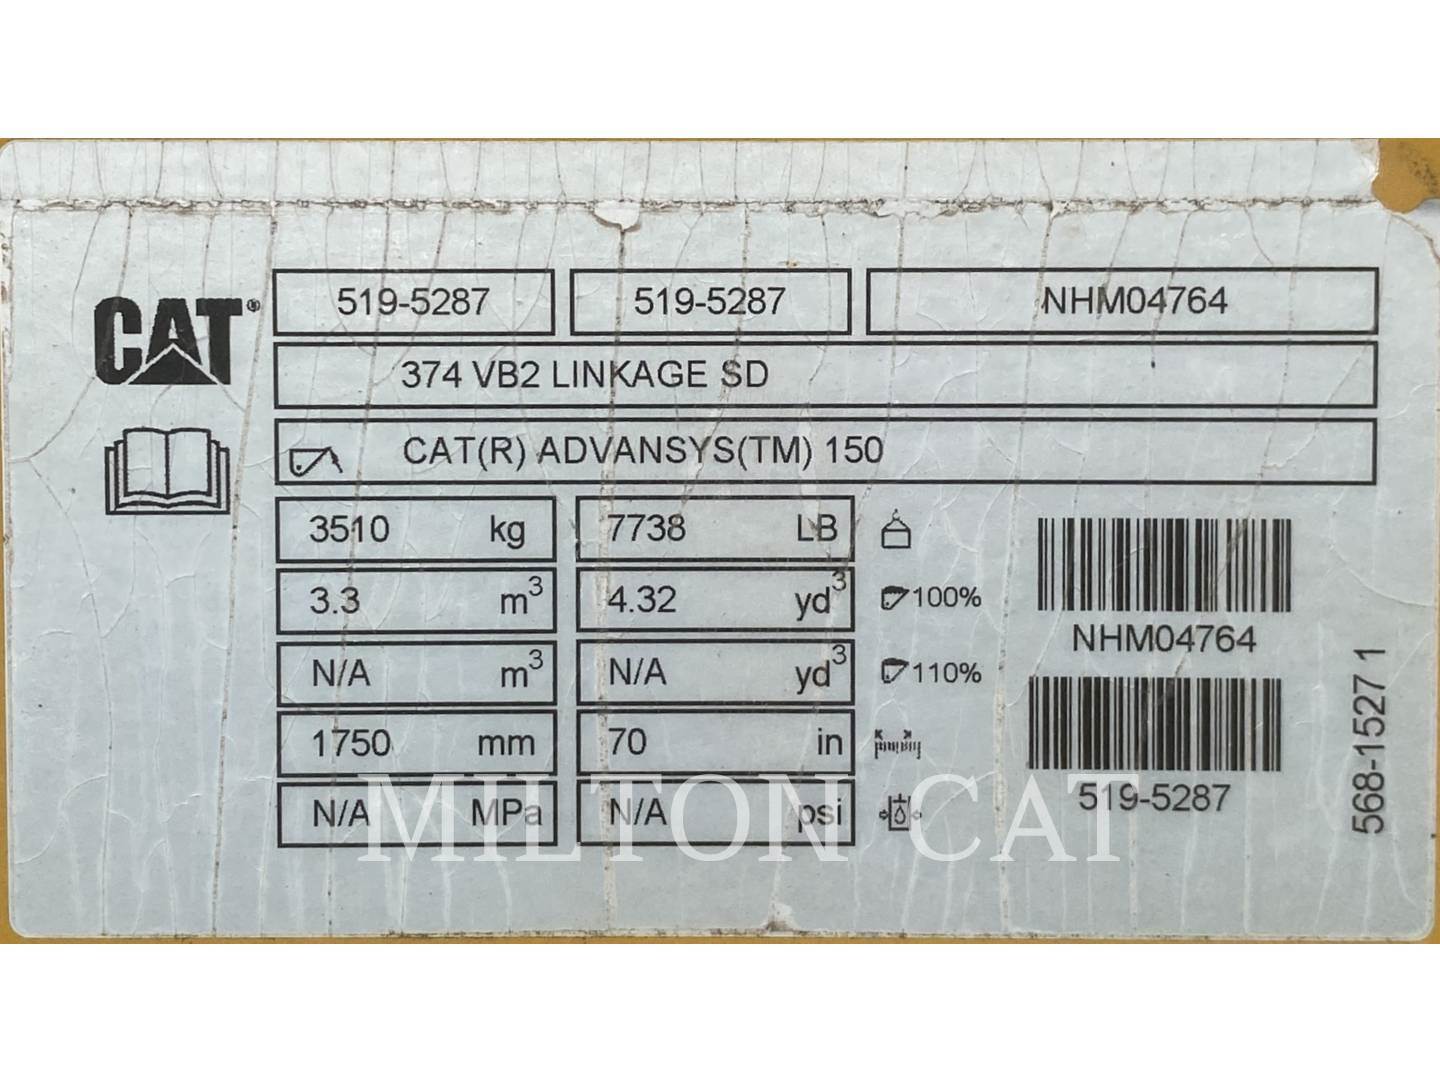 CAT®
519-5287 519-5287 NHM04764
374 VB2 LINKAGE SD
CAT(R) ADVANSYS(TM) 150
3510 kg 7738 LB
3.3 m³ 4.32 yd³ 100%
N/A m³ N/A yd³ 110%
1750 mm 70 in
N/A MPa N/A psi
NHM04764
519-5287
568-1527 1
MILTON CAT